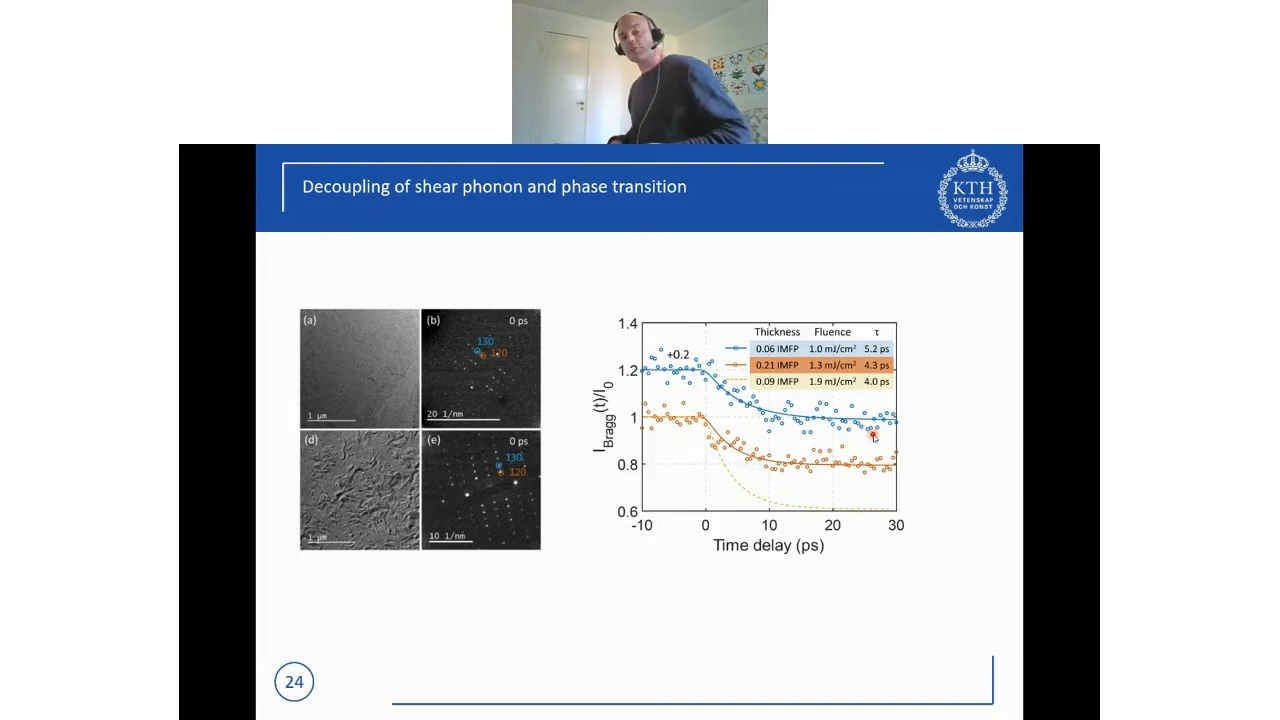 Decoupling of shear phonon and phase transition
KTH
VETENSKAP
OCH KONST
(a)
1 µm
(b)
0 ps
130
120
20 1/nm
(d)
1 µm
(e)
0 ps
130
120
10 1/nm
I_Bragg(t)/I_0
1.4
1.2
1
0.8
0.6
+0.2
Thickness Fluence τ
0.06 IMFP 1.0 mJ/cm² 5.2 ps
0.21 IMFP 1.3 mJ/cm² 4.3 ps
0.09 IMFP 1.9 mJ/cm² 4.0 ps
-10 0 10 20 30
Time delay (ps)
24